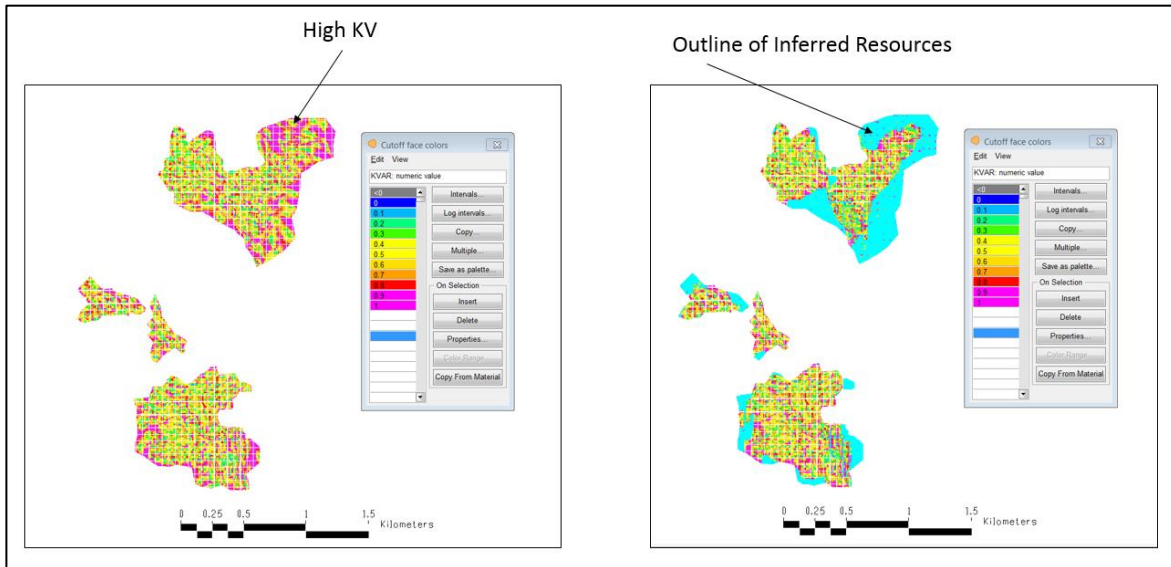 High KV
Outline of Inferred Resources
Cutoff face colors
Edit View
KVAR: numeric value
<0
0
0.1
0.2
0.3
0.4
0.5
0.6
0.7
0.8
0.9
1
Intervals...
Log intervals...
Copy...
Multiple...
Save as palette...
On Selection
Insert
Delete
Properties...
Color Range...
Copy From Material
0 0.25 0.5 1 1.5
Kilometers
Cutoff face colors
Edit View
KVAR: numeric value
<0
0
0.1
0.2
0.3
0.4
0.5
0.6
0.7
0.8
0.9
1
Intervals...
Log intervals...
Copy...
Multiple...
Save as palette...
On Selection
Insert
Delete
Properties...
Color Range...
Copy From Material
0 0.25 0.5 1 1.5
Kilometers